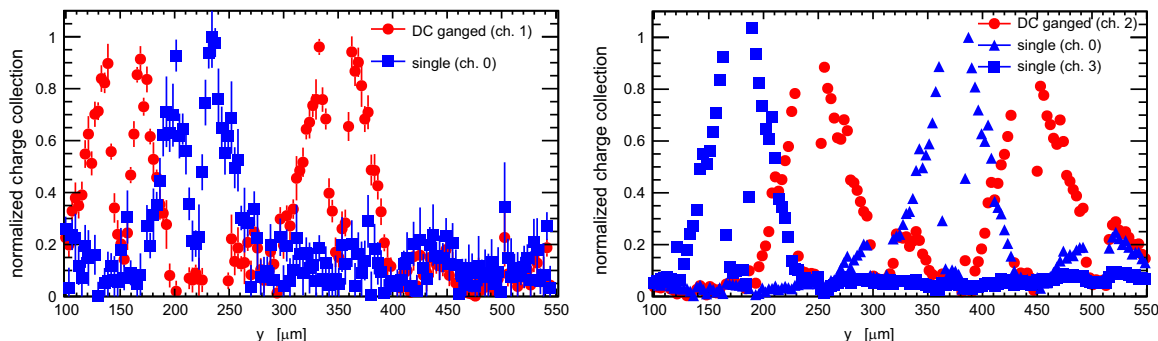 DC ganged (ch. 1)
single (ch. 0)
normalized charge collection
1
0.8
0.6
0.4
0.2
0
100 150 200 250 300 350 400 450 500 550
y [μm]
DC ganged (ch. 2)
single (ch. 0)
single (ch. 3)
normalized charge collection
1
0.8
0.6
0.4
0.2
0
100 150 200 250 300 350 400 450 500 550
y [μm]